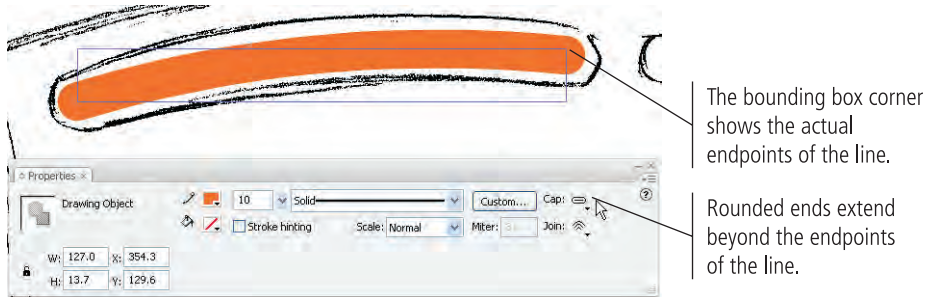 The bounding box corner
shows the actual
endpoints of the line.
Properties ×
Drawing Object
10
Solid
Custom...
Cap:
Stroke hinting
Scale: Normal
Miter:
Join:
W: 127.0 X: 354.3
H: 13.7 Y: 129.6
Rounded ends extend
beyond the endpoints
of the line.